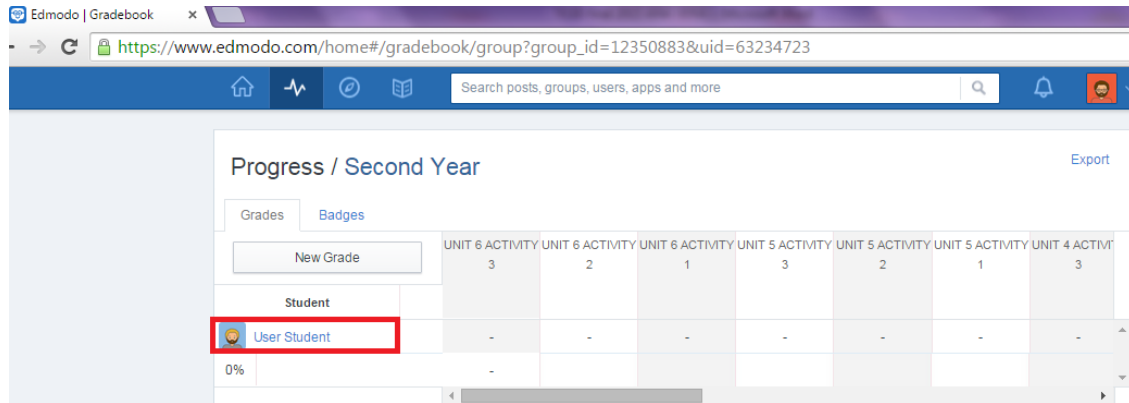 Edmodo | Gradebook
https://www.edmodo.com/home#/gradebook/group?group_id=12350883&uid=63234723
Search posts, groups, users, apps and more
Progress / Second Year
Export
Grades Badges
New Grade
UNIT 6 ACTIVITY UNIT 6 ACTIVITY UNIT 6 ACTIVITY UNIT 5 ACTIVITY UNIT 5 ACTIVITY UNIT 5 ACTIVITY UNIT 4 ACTIVIT
3 2 1 3 2 1 3
Student
User Student - - - - - - -
0% -